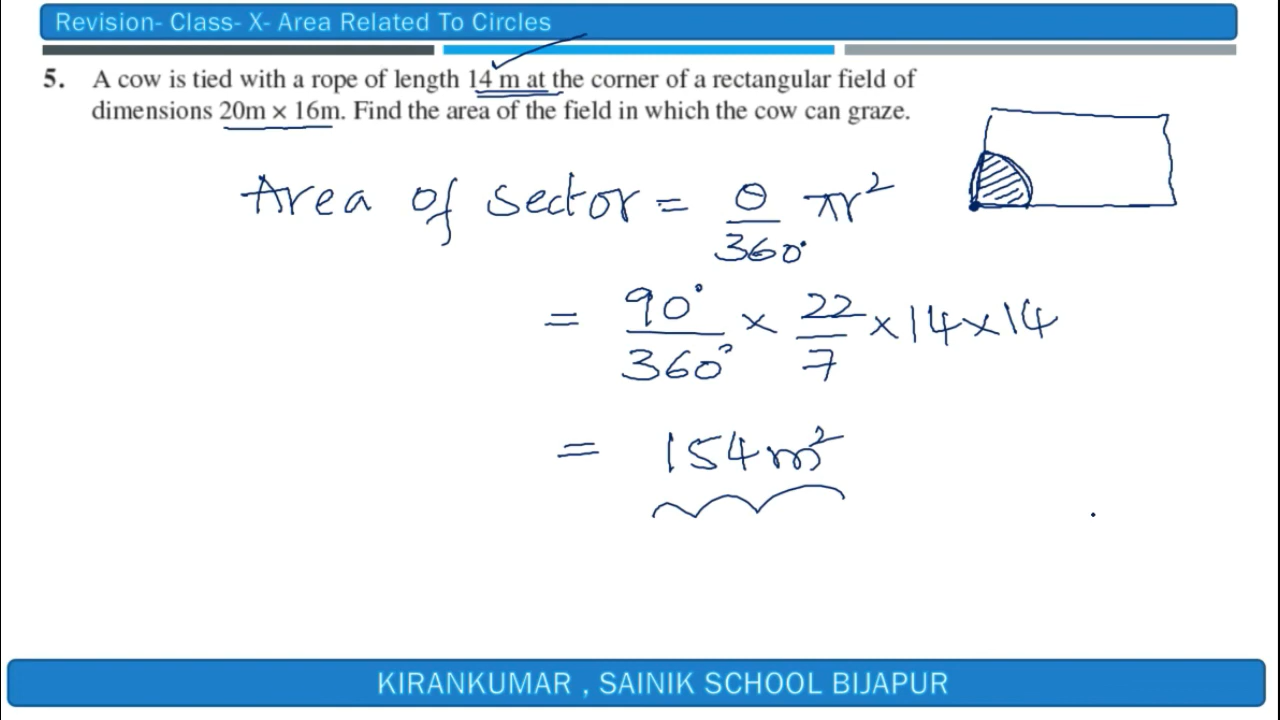 Revision- Class- X- Area Related To Circles
5. A cow is tied with a rope of length 14 m at the corner of a rectangular field of
dimensions 20m × 16m. Find the area of the field in which the cow can graze.
Area of sector = θ/360° πr²
= 90°/360° × 22/7 × 14 × 14
= 154 m²
KIRANKUMAR , SAINIK SCHOOL BIJAPUR